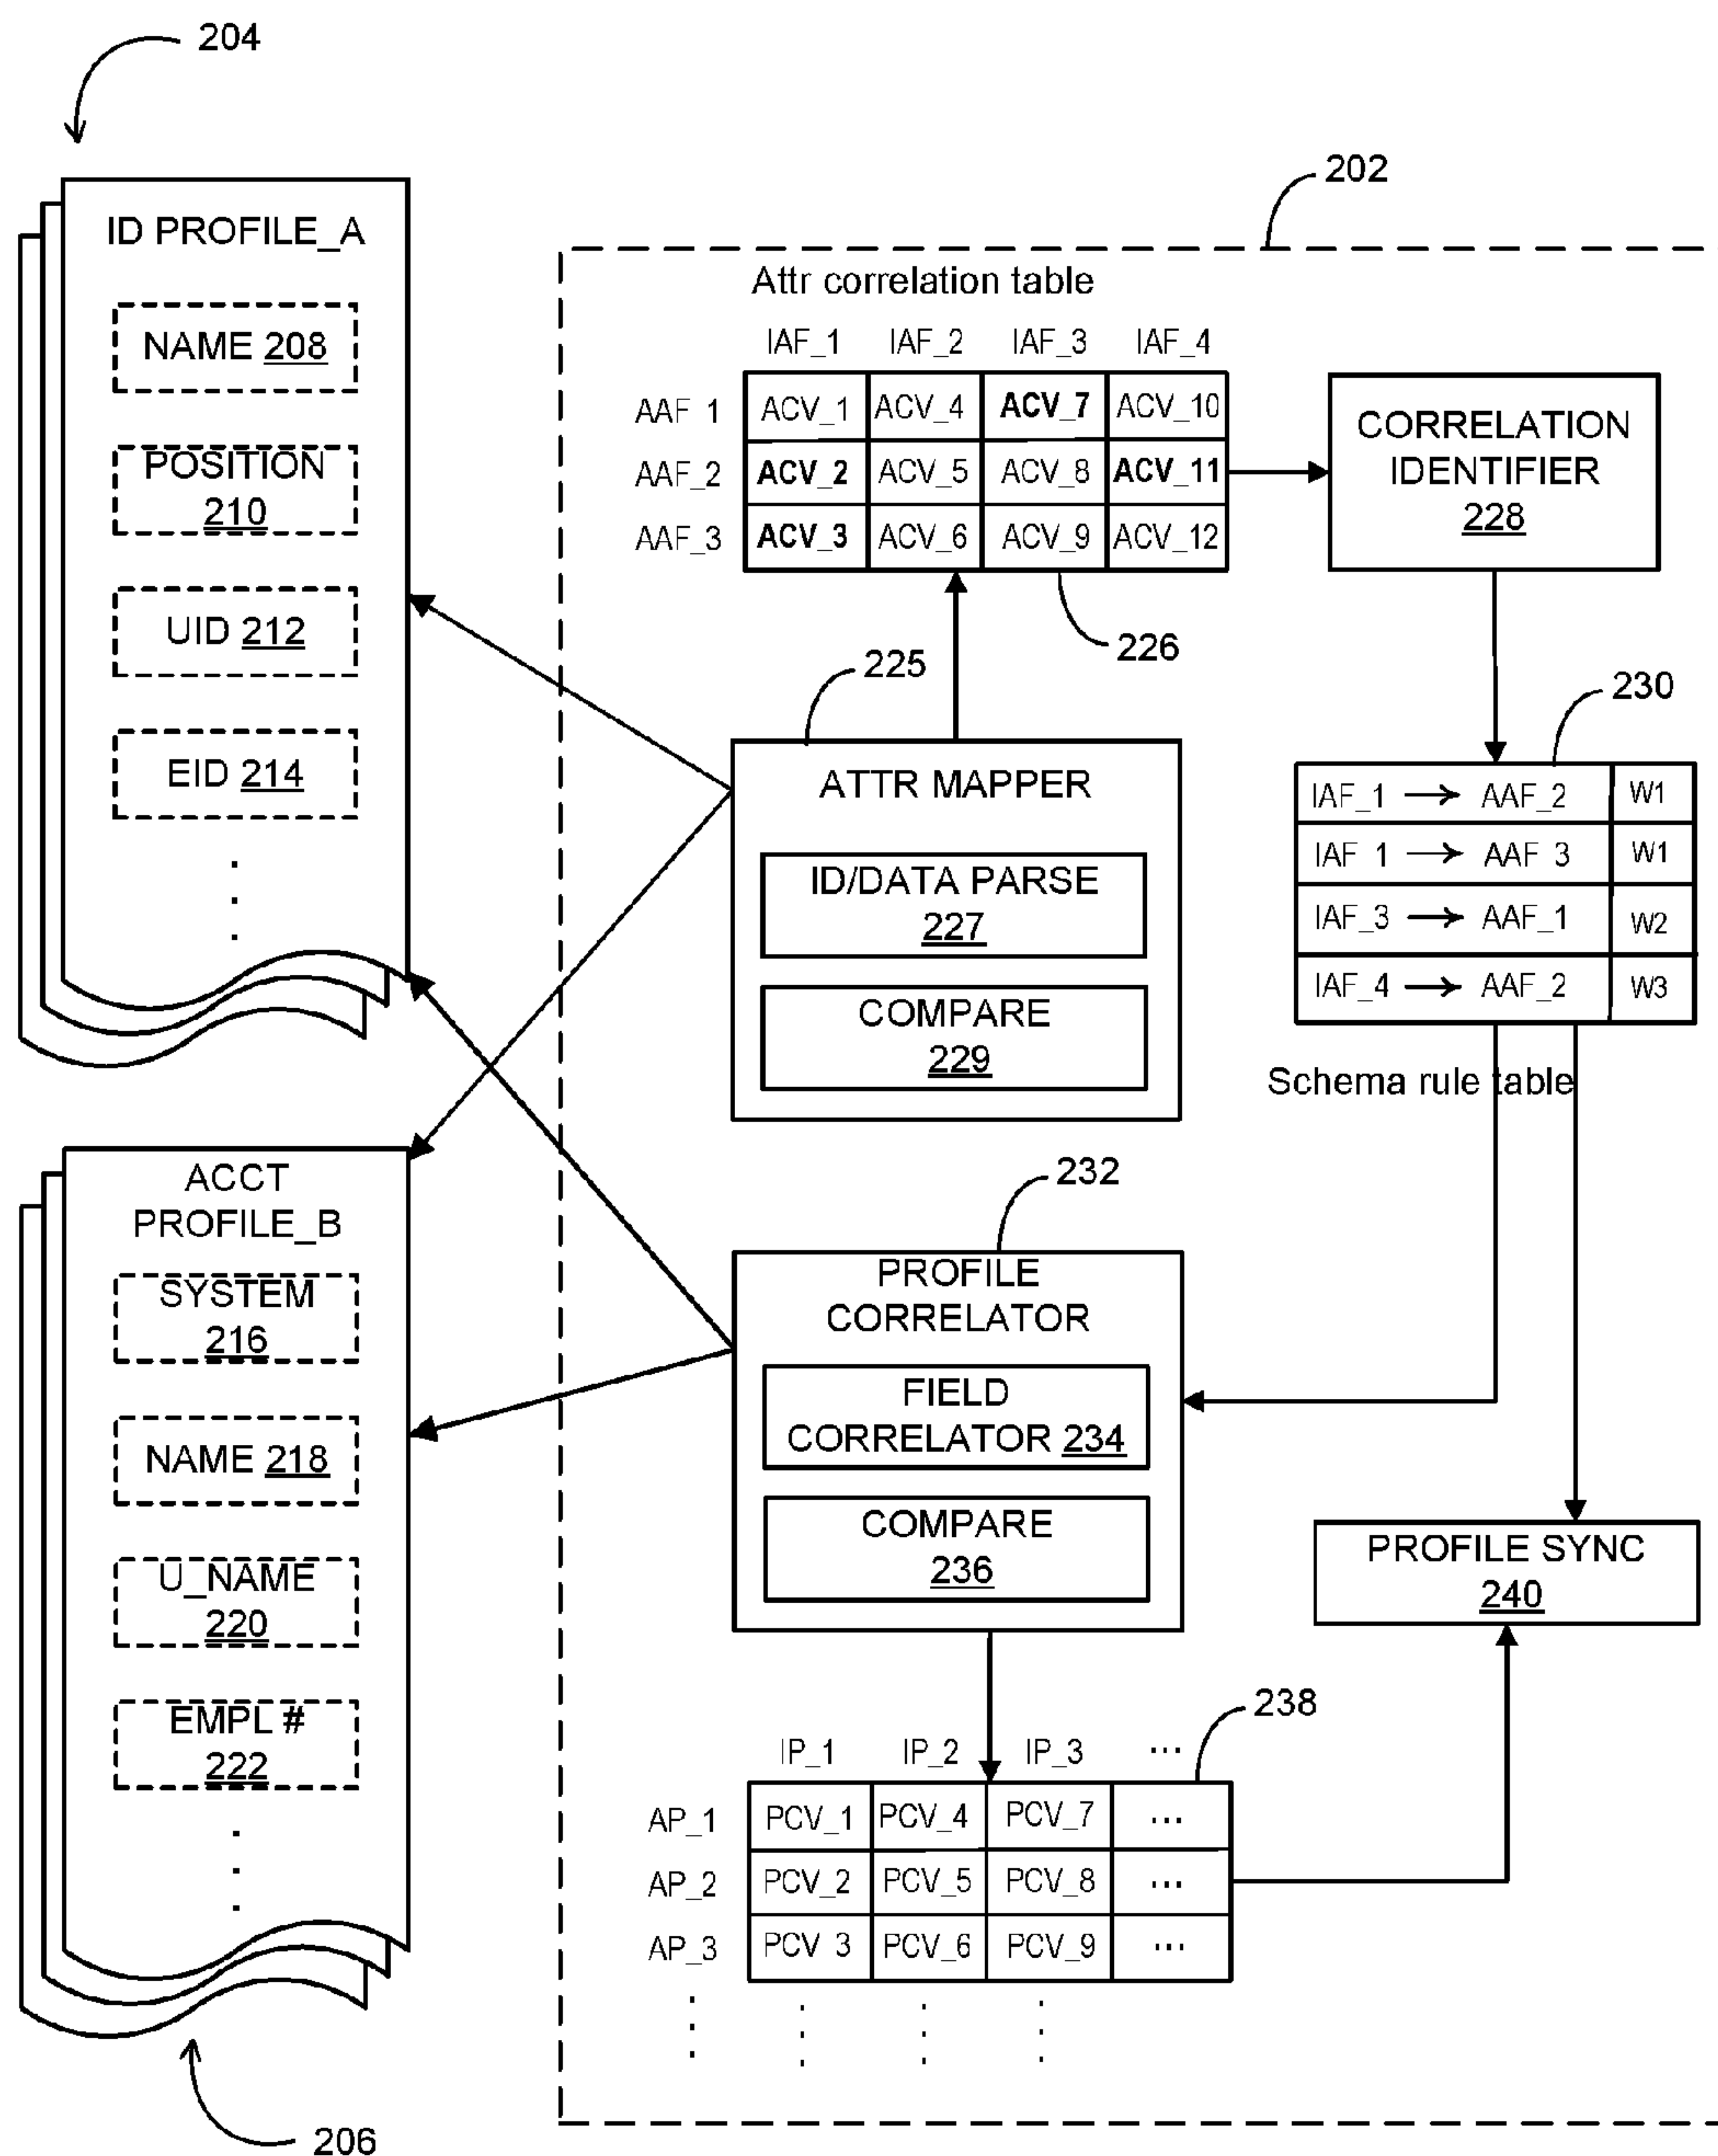 204
ID PROFILE_A
NAME 208
POSITION
210
UID 212
EID 214
202
Attr correlation table
IAF_1 IAF_2 IAF_3 IAF_4
AAF_1 ACV_1 ACV_4 ACV_7 ACV_10
AAF_2 ACV_2 ACV_5 ACV_8 ACV_11
AAF_3 ACV_3 ACV_6 ACV_9 ACV_12
226
CORRELATION
IDENTIFIER
228
225
ATTR MAPPER
ID/DATA PARSE
227
COMPARE
229
230
IAF_1 → AAF_2 W1
IAF_1 → AAF_3 W1
IAF_3 → AAF_1 W2
IAF_4 → AAF_2 W3
Schema rule table
ACCT
PROFILE_B
SYSTEM
216
NAME 218
U_NAME
220
EMPL #
222
206
232
PROFILE
CORRELATOR
FIELD
CORRELATOR 234
COMPARE
236
PROFILE SYNC
240
238
IP_1 IP_2 IP_3 ...
AP_1 PCV_1 PCV_4 PCV_7 ...
AP_2 PCV_2 PCV_5 PCV_8 ...
AP_3 PCV_3 PCV_6 PCV_9 ...